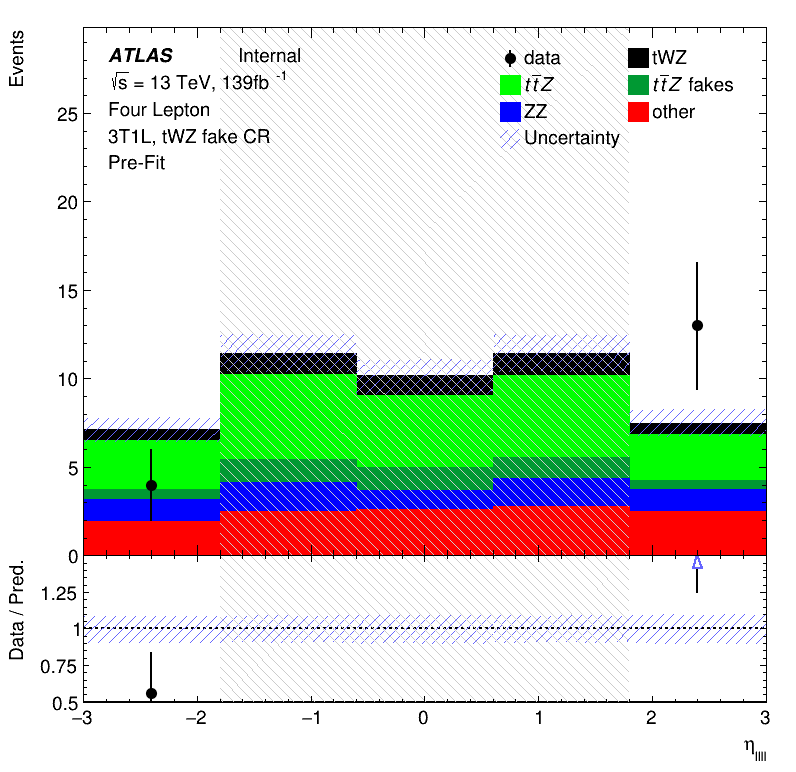 Events
ATLAS Internal
√s = 13 TeV, 139fb⁻¹
Four Lepton
3T1L, tWZ fake CR
Pre-Fit
data
tWZ
tt̅Z
tt̅Z fakes
ZZ
other
Uncertainty
25
20
15
10
5
0
Data / Pred.
1.25
1
0.75
0.5
−3 −2 −1 0 1 2 3
η_llll